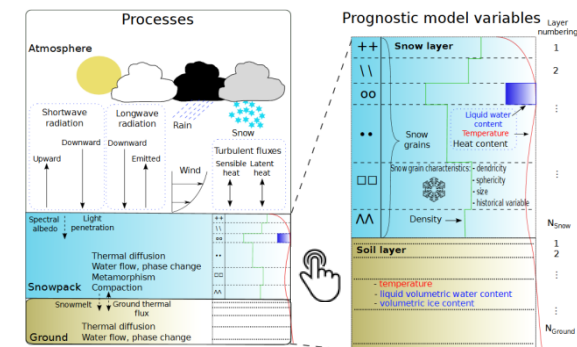 Processes
Atmosphere
Shortwave
radiation
Longwave
radiation
Rain
Snow
Turbulent fluxes
Sensible
heat
Latent
heat
Upward
Downward
Downward
Emitted
Wind
Spectral
albedo
Light
penetration
Thermal diffusion
Water flow, phase change
Metamorphism
Compaction
Snowpack
Snowmelt
Ground thermal
flux
Thermal diffusion
Ground
Water flow, phase change
Prognostic model variables
Layer
numbering
Snow layer
1
2
Liquid water
content
Temperature
Heat content
Snow
grains
Snow grain characteristics
- dendricity
- sphericity
- size
- historical variable
Density
NSnow
Soil layer
1
2
- temperature
- liquid volumetric water content
- volumetric ice content
NGround